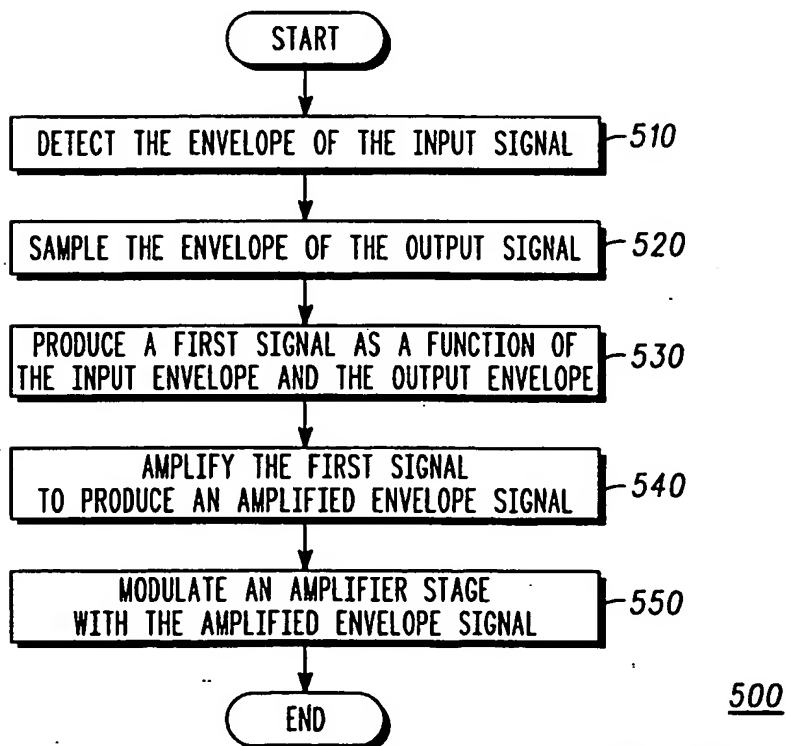 START
DETECT THE ENVELOPE OF THE INPUT SIGNAL 510
SAMPLE THE ENVELOPE OF THE OUTPUT SIGNAL 520
PRODUCE A FIRST SIGNAL AS A FUNCTION OF
THE INPUT ENVELOPE AND THE OUTPUT ENVELOPE 530
AMPLIFY THE FIRST SIGNAL
TO PRODUCE AN AMPLIFIED ENVELOPE SIGNAL 540
MODULATE AN AMPLIFIER STAGE
WITH THE AMPLIFIED ENVELOPE SIGNAL 550
END
500